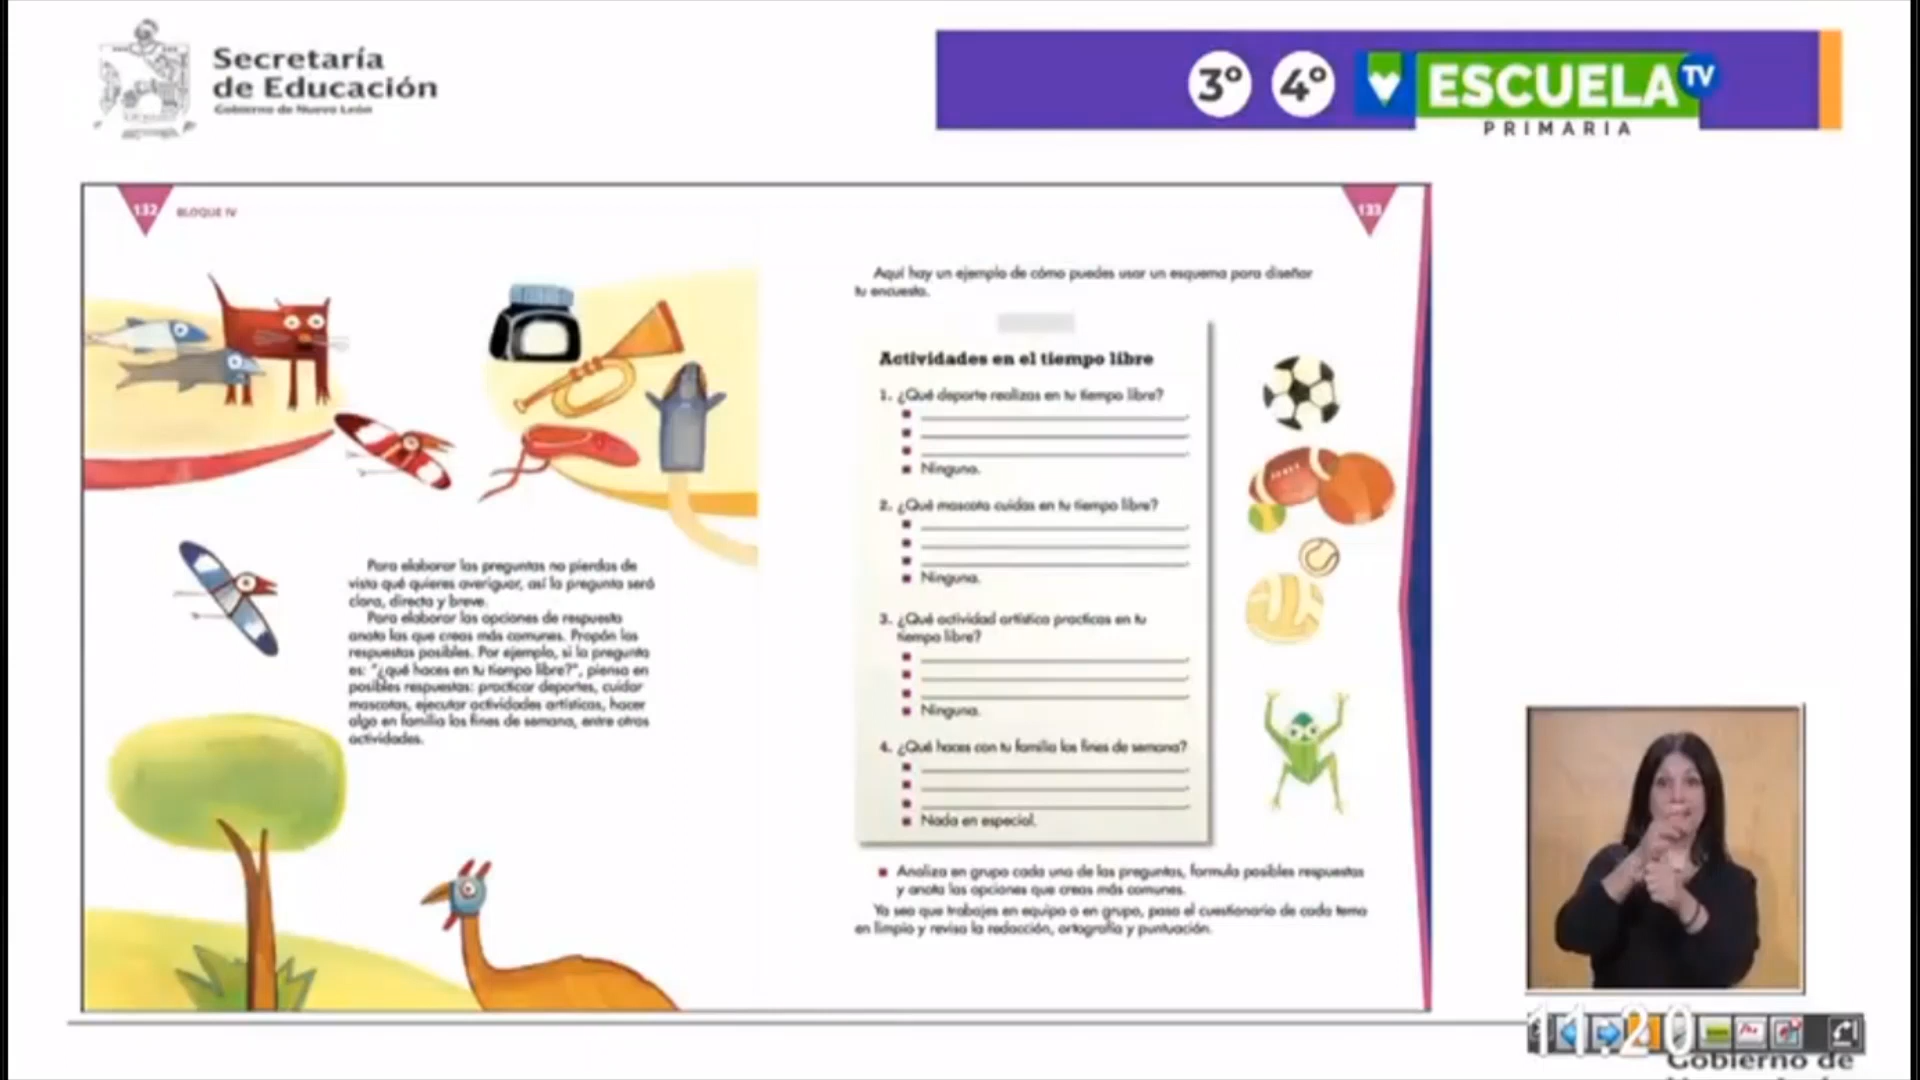 Secretaría
de Educación
Gobierno de Nuevo León
3° 4° ESCUELA TV
PRIMARIA
132 BLOQUE IV
133
Para elaborar las preguntas no pierdas de
vista qué quieres averiguar, así la pregunta será
clara, directa y breve.
Para elaborar las opciones de respuesta
anota las que creas más comunes. Propón las
respuestas posibles. Por ejemplo, si la pregunta
es: "¿qué haces en tu tiempo libre?", piensa en
posibles respuestas: practicar deportes, cuidar
mascotas, ejecutar actividades artísticas, hacer
algo en familia los fines de semana, entre otras
actividades.
Aquí hay un ejemplo de cómo puedes usar un esquema para diseñar
tu encuesta.
Actividades en el tiempo libre
1. ¿Qué deporte realizas en tu tiempo libre?
Ninguno.
2. ¿Qué mascota cuidas en tu tiempo libre?
Ninguna.
3. ¿Qué actividad artística practicas en tu
tiempo libre?
Ninguna.
4. ¿Qué haces con tu familia los fines de semana?
Nada en especial.
Analiza en grupo cada una de las preguntas, formula posibles respuestas
y anota las opciones que creas más comunes.
Ya sea que trabajes en equipo o en grupo, pasa el cuestionario de cada tema
en limpio y revisa la redacción, ortografía y puntuación.
11:20
Gobierno de